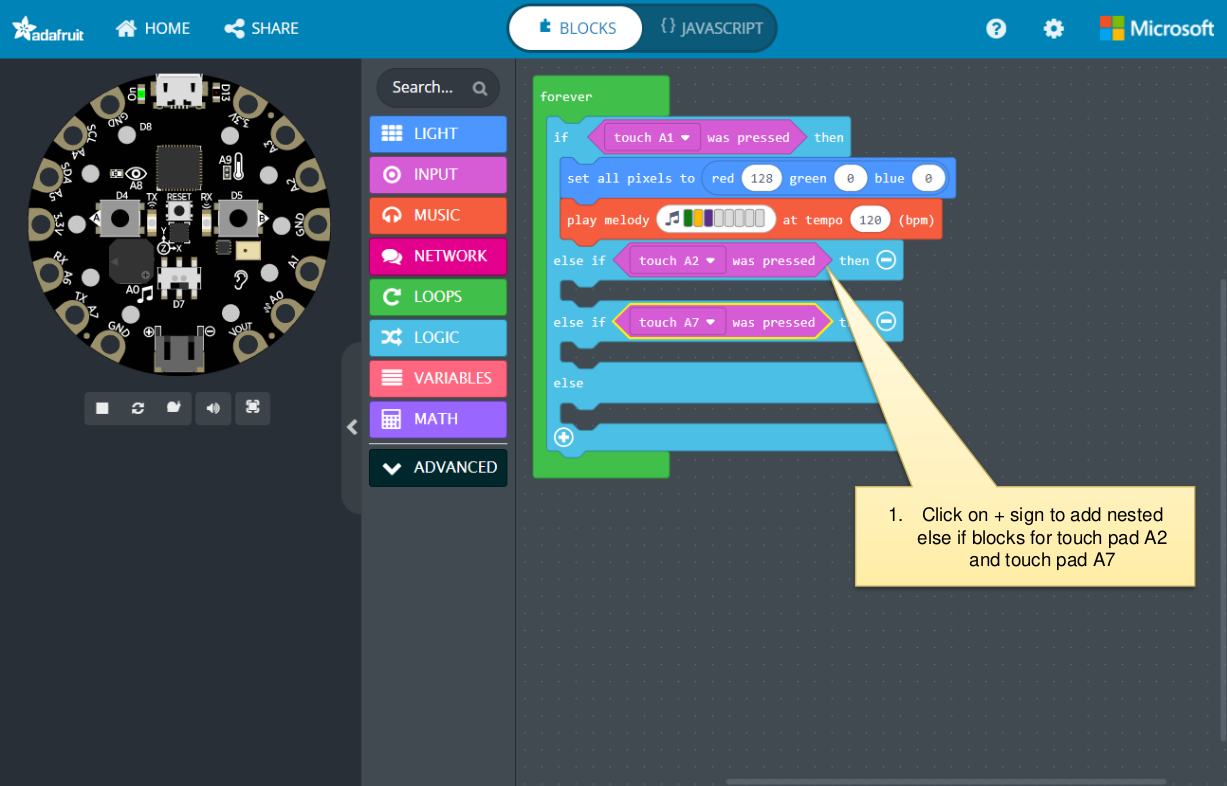 adafruit
HOME
SHARE
BLOCKS
{} JAVASCRIPT
?
Microsoft
On
D13
GND
3.3V
SCL
D8
A4
A3
A9
SDA
A8
A2
A5
D4
TX
RESET
RX
D5
A
B
3.3V
GND
Y
Z X
RX
A6
A0
A1
TX
A7
D7
A0
GND
VOUT
Search...
LIGHT
INPUT
MUSIC
NETWORK
LOOPS
LOGIC
VARIABLES
MATH
ADVANCED
forever
if touch A1 was pressed then
set all pixels to red 128 green 0 blue 0
play melody at tempo 120 (bpm)
else if touch A2 was pressed then
else if touch A7 was pressed
else
1. Click on + sign to add nested
else if blocks for touch pad A2
and touch pad A7